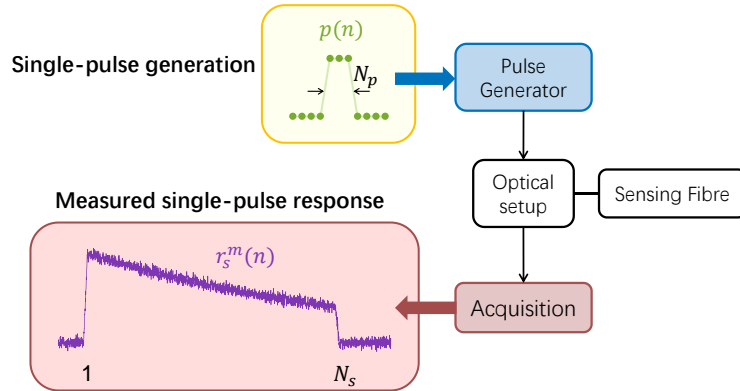 p(n)
Single-pulse generation
N_p
Pulse
Generator
Optical
setup
Sensing Fibre
Measured single-pulse response
r_s^m(n)
Acquisition
1
N_s